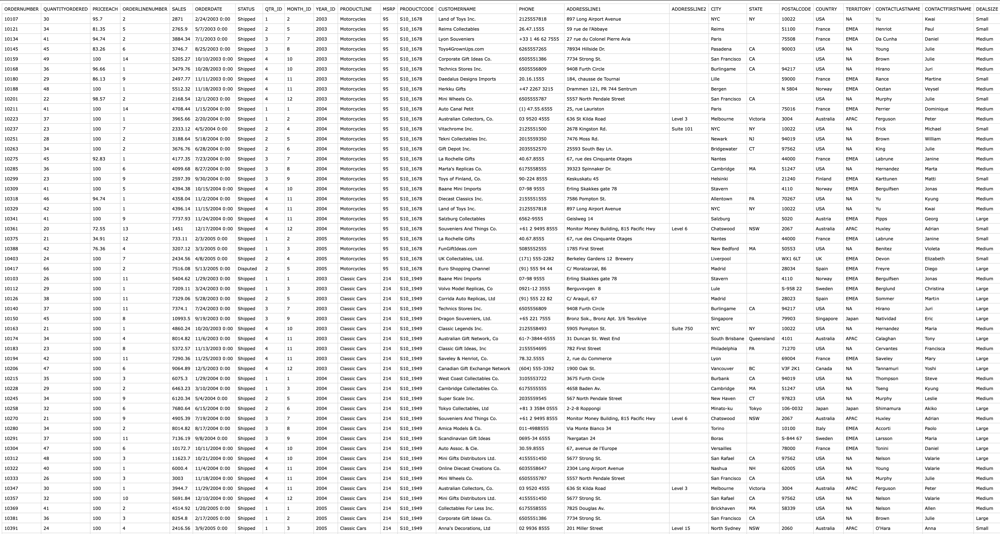 ORDERNUMBER QUANTITYORDERED PRICEEACH ORDERLINENUMBER SALES ORDERDATE STATUS QTR_ID MONTH_ID YEAR_ID PRODUCTLINE MSRP PRODUCTCODE CUSTOMERNAME PHONE ADDRESSLINE1 ADDRESSLINE2 CITY STATE POSTALCODE COUNTRY TERRITORY CONTACTLASTNAME CONTACTFIRSTNAME DEALSIZE
10107 30 95.7 2 2871 2/24/2003 0:00 Shipped 1 2 2003 Motorcycles 95 S10_1678 Land of Toys Inc. 2125557818 897 Long Airport Avenue NYC NY 10022 USA NA Yu Kwai Small
10121 34 81.35 5 2765.9 5/7/2003 0:00 Shipped 2 5 2003 Motorcycles 95 S10_1678 Reims Collectables 26.47.1555 59 rue de l'Abbaye Reims 51100 France EMEA Henriot Paul Small
10134 41 94.74 2 3884.34 7/1/2003 0:00 Shipped 3 7 2003 Motorcycles 95 S10_1678 Lyon Souveniers +33 1 46 62 7555 27 rue du Colonel Pierre Avia Paris 75508 France EMEA Da Cunha Daniel Medium
10145 45 83.26 6 3746.7 8/25/2003 0:00 Shipped 3 8 2003 Motorcycles 95 S10_1678 Toys4GrownUps.com 6265557265 78934 Hillside Dr. Pasadena CA 90003 USA NA Young Julie Medium
10159 49 100 14 5205.27 10/10/2003 0:00 Shipped 4 10 2003 Motorcycles 95 S10_1678 Corporate Gift Ideas Co. 6505551386 7734 Strong St. San Francisco CA USA NA Brown Julie Medium
10168 36 96.66 1 3479.76 10/28/2003 0:00 Shipped 4 10 2003 Motorcycles 95 S10_1678 Technics Stores Inc. 6505556809 9408 Furth Circle Burlingame CA 94217 USA NA Hirano Juri Medium
10180 29 86.13 9 2497.77 11/11/2003 0:00 Shipped 4 11 2003 Motorcycles 95 S10_1678 Daedalus Designs Imports 20.16.1555 184, chausse de Tournai Lille 59000 France EMEA Rance Martine Small
10188 48 100 1 5512.32 11/18/2003 0:00 Shipped 4 11 2003 Motorcycles 95 S10_1678 Herkku Gifts +47 2267 3215 Drammen 121, PR 744 Sentrum Bergen N 5804 Norway EMEA Oeztan Veysel Medium
10201 22 98.57 2 2168.54 12/1/2003 0:00 Shipped 4 12 2003 Motorcycles 95 S10_1678 Mini Wheels Co. 6505555787 5557 North Pendale Street San Francisco CA USA NA Murphy Julie Small
10211 41 100 14 4708.44 1/15/2004 0:00 Shipped 1 1 2004 Motorcycles 95 S10_1678 Auto Canal Petit (1) 47.55.6555 25, rue Lauriston Paris 75016 France EMEA Perrier Dominique Medium
10223 37 100 1 3965.66 2/20/2004 0:00 Shipped 1 2 2004 Motorcycles 95 S10_1678 Australian Collectors, Co. 03 9520 4555 636 St Kilda Road Level 3 Melbourne Victoria 3004 Australia APAC Ferguson Peter Medium
10237 23 100 7 2333.12 4/5/2004 0:00 Shipped 2 4 2004 Motorcycles 95 S10_1678 Vitachrome Inc. 2125551500 2678 Kingston Rd. Suite 101 NYC NY 10022 USA NA Frick Michael Small
10251 28 100 2 3188.64 5/18/2004 0:00 Shipped 2 5 2004 Motorcycles 95 S10_1678 Tekni Collectables Inc. 2015559350 7476 Moss Rd. Newark NJ 94019 USA NA Brown William Medium
10263 34 100 2 3676.76 6/28/2004 0:00 Shipped 2 6 2004 Motorcycles 95 S10_1678 Gift Depot Inc. 2035552570 25593 South Bay Ln. Bridgewater CT 97562 USA NA King Julie Medium
10275 45 92.83 1 4177.35 7/23/2004 0:00 Shipped 3 7 2004 Motorcycles 95 S10_1678 La Rochelle Gifts 40.67.8555 67, rue des Cinquante Otages Nantes 44000 France EMEA Labrune Janine Medium
10285 36 100 6 4099.68 8/27/2004 0:00 Shipped 3 8 2004 Motorcycles 95 S10_1678 Marta's Replicas Co. 6175558555 39323 Spinnaker Dr. Cambridge MA 51247 USA NA Hernandez Marta Medium
10299 23 100 9 2597.39 9/30/2004 0:00 Shipped 3 9 2004 Motorcycles 95 S10_1678 Toys of Finland, Co. 90-224 8555 Keskuskatu 45 Helsinki 21240 Finland EMEA Karttunen Matti Small
10309 41 100 5 4394.38 10/15/2004 0:00 Shipped 4 10 2004 Motorcycles 95 S10_1678 Baane Mini Imports 07-98 9555 Erling Skakkes gate 78 Stavern 4110 Norway EMEA Bergulfsen Jonas Medium
10318 46 94.74 1 4358.04 11/2/2004 0:00 Shipped 4 11 2004 Motorcycles 95 S10_1678 Diecast Classics Inc. 2155551555 7586 Pompton St. Allentown PA 70267 USA NA Yu Kyung Medium
10329 42 100 1 4396.14 11/15/2004 0:00 Shipped 4 11 2004 Motorcycles 95 S10_1678 Land of Toys Inc. 2125557818 897 Long Airport Avenue NYC NY 10022 USA NA Yu Kwai Medium
10341 41 100 9 7737.93 11/24/2004 0:00 Shipped 4 11 2004 Motorcycles 95 S10_1678 Salzburg Collectables 6562-9555 Geislweg 14 Salzburg 5020 Austria EMEA Pipps Georg Large
10361 20 72.55 13 1451 12/17/2004 0:00 Shipped 4 12 2004 Motorcycles 95 S10_1678 Souveniers And Things Co. +61 2 9495 8555 Monitor Money Building, 815 Pacific Hwy Level 6 Chatswood NSW 2067 Australia APAC Huxley Adrian Small
10375 21 34.91 12 733.11 2/3/2005 0:00 Shipped 1 2 2005 Motorcycles 95 S10_1678 La Rochelle Gifts 40.67.8555 67, rue des Cinquante Otages Nantes 44000 France EMEA Labrune Janine Small
10388 42 76.36 4 3207.12 3/3/2005 0:00 Shipped 1 3 2005 Motorcycles 95 S10_1678 FunGiftIdeas.com 5085552555 1785 First Street New Bedford MA 50553 USA NA Benitez Violeta Medium
10403 24 100 7 2434.56 4/8/2005 0:00 Shipped 2 4 2005 Motorcycles 95 S10_1678 UK Collectables, Ltd. (171) 555-2282 Berkeley Gardens 12  Brewery Liverpool WX1 6LT UK EMEA Devon Elizabeth Small
10417 66 100 2 7516.08 5/13/2005 0:00 Disputed 2 5 2005 Motorcycles 95 S10_1678 Euro Shopping Channel (91) 555 94 44 C/ Moralzarzal, 86 Madrid 28034 Spain EMEA Freyre Diego Large
10103 26 100 11 5404.62 1/29/2003 0:00 Shipped 1 1 2003 Classic Cars 214 S10_1949 Baane Mini Imports 07-98 9555 Erling Skakkes gate 78 Stavern 4110 Norway EMEA Bergulfsen Jonas Medium
10112 29 100 1 7209.11 3/24/2003 0:00 Shipped 1 3 2003 Classic Cars 214 S10_1949 Volvo Model Replicas, Co 0921-12 3555 Berguvsvgen  8 Lule S-958 22 Sweden EMEA Berglund Christina Large
10126 38 100 11 7329.06 5/28/2003 0:00 Shipped 2 5 2003 Classic Cars 214 S10_1949 Corrida Auto Replicas, Ltd (91) 555 22 82 C/ Araquil, 67 Madrid 28023 Spain EMEA Sommer Martin Large
10140 37 100 11 7374.1 7/24/2003 0:00 Shipped 3 7 2003 Classic Cars 214 S10_1949 Technics Stores Inc. 6505556809 9408 Furth Circle Burlingame CA 94217 USA NA Hirano Juri Large
10150 45 100 8 10993.5 9/19/2003 0:00 Shipped 3 9 2003 Classic Cars 214 S10_1949 Dragon Souveniers, Ltd. +65 221 7555 Bronz Sok., Bronz Apt. 3/6 Tesvikiye Singapore 79903 Singapore Japan Natividad Eric Large
10163 21 100 1 4860.24 10/20/2003 0:00 Shipped 4 10 2003 Classic Cars 214 S10_1949 Classic Legends Inc. 2125558493 5905 Pompton St. Suite 750 NYC NY 10022 USA NA Hernandez Maria Medium
10174 34 100 4 8014.82 11/6/2003 0:00 Shipped 4 11 2003 Classic Cars 214 S10_1949 Australian Gift Network, Co 61-7-3844-6555 31 Duncan St. West End South Brisbane Queensland 4101 Australia APAC Calaghan Tony Large
10183 23 100 8 5372.57 11/13/2003 0:00 Shipped 4 11 2003 Classic Cars 214 S10_1949 Classic Gift Ideas, Inc 2155554695 782 First Street Philadelphia PA 71270 USA NA Cervantes Francisca Medium
10194 42 100 11 7290.36 11/25/2003 0:00 Shipped 4 11 2003 Classic Cars 214 S10_1949 Saveley & Henriot, Co. 78.32.5555 2, rue du Commerce Lyon 69004 France EMEA Saveley Mary Large
10206 47 100 6 9064.89 12/5/2003 0:00 Shipped 4 12 2003 Classic Cars 214 S10_1949 Canadian Gift Exchange Network (604) 555-3392 1900 Oak St. Vancouver BC V3F 2K1 Canada NA Tannamuri Yoshi Large
10215 35 100 3 6075.3 1/29/2004 0:00 Shipped 1 1 2004 Classic Cars 214 S10_1949 West Coast Collectables Co. 3105553722 3675 Furth Circle Burbank CA 94019 USA NA Thompson Steve Medium
10228 29 100 2 6463.23 3/10/2004 0:00 Shipped 1 3 2004 Classic Cars 214 S10_1949 Cambridge Collectables Co. 6175555555 4658 Baden Av. Cambridge MA 51247 USA NA Tseng Kyung Medium
10245 34 100 9 6120.34 5/4/2004 0:00 Shipped 2 5 2004 Classic Cars 214 S10_1949 Super Scale Inc. 2035559545 567 North Pendale Street New Haven CT 97823 USA NA Murphy Leslie Medium
10258 32 100 6 7680.64 6/15/2004 0:00 Shipped 2 6 2004 Classic Cars 214 S10_1949 Tokyo Collectables, Ltd +81 3 3584 0555 2-2-8 Roppongi Minato-ku Tokyo 106-0032 Japan Japan Shimamura Akiko Large
10270 21 100 9 4905.39 7/19/2004 0:00 Shipped 3 7 2004 Classic Cars 214 S10_1949 Souveniers And Things Co. +61 2 9495 8555 Monitor Money Building, 815 Pacific Hwy Level 6 Chatswood NSW 2067 Australia APAC Huxley Adrian Medium
10280 34 100 2 8014.82 8/17/2004 0:00 Shipped 3 8 2004 Classic Cars 214 S10_1949 Amica Models & Co. 011-4988555 Via Monte Bianco 34 Torino 10100 Italy EMEA Accorti Paolo Large
10291 37 100 11 7136.19 9/8/2004 0:00 Shipped 3 9 2004 Classic Cars 214 S10_1949 Scandinavian Gift Ideas 0695-34 6555 ?kergatan 24 Boras S-844 67 Sweden EMEA Larsson Maria Large
10304 47 100 6 10172.7 10/11/2004 0:00 Shipped 4 10 2004 Classic Cars 214 S10_1949 Auto Assoc. & Cie. 30.59.8555 67, avenue de l'Europe Versailles 78000 France EMEA Tonini Daniel Large
10312 48 100 3 11623.7 10/21/2004 0:00 Shipped 4 10 2004 Classic Cars 214 S10_1949 Mini Gifts Distributors Ltd. 4155551450 5677 Strong St. San Rafael CA 97562 USA NA Nelson Valarie Large
10322 40 100 1 6000.4 11/4/2004 0:00 Shipped 4 11 2004 Classic Cars 214 S10_1949 Online Diecast Creations Co. 6035558647 2304 Long Airport Avenue Nashua NH 62005 USA NA Young Valarie Medium
10333 26 100 3 3003 11/18/2004 0:00 Shipped 4 11 2004 Classic Cars 214 S10_1949 Mini Wheels Co. 6505555787 5557 North Pendale Street San Francisco CA USA NA Murphy Julie Medium
10347 30 100 1 3944.7 11/29/2004 0:00 Shipped 4 11 2004 Classic Cars 214 S10_1949 Australian Collectors, Co. 03 9520 4555 636 St Kilda Road Level 3 Melbourne Victoria 3004 Australia APAC Ferguson Peter Medium
10357 32 100 10 5691.84 12/10/2004 0:00 Shipped 4 12 2004 Classic Cars 214 S10_1949 Mini Gifts Distributors Ltd. 4155551450 5677 Strong St. San Rafael CA 97562 USA NA Nelson Valarie Medium
10369 41 100 2 4514.92 1/20/2005 0:00 Shipped 1 1 2005 Classic Cars 214 S10_1949 Collectables For Less Inc. 6175558555 7825 Douglas Av. Brickhaven MA 58339 USA NA Nelson Allen Medium
10381 36 100 3 8254.8 2/17/2005 0:00 Shipped 1 2 2005 Classic Cars 214 S10_1949 Corporate Gift Ideas Co. 6505551386 7734 Strong St. San Francisco CA USA NA Brown Julie Large
10391 24 100 4 2416.56 3/9/2005 0:00 Shipped 1 3 2005 Classic Cars 214 S10_1949 Anna's Decorations, Ltd 02 9936 8555 201 Miller Street Level 15 North Sydney NSW 2060 Australia APAC O'Hara Anna Small